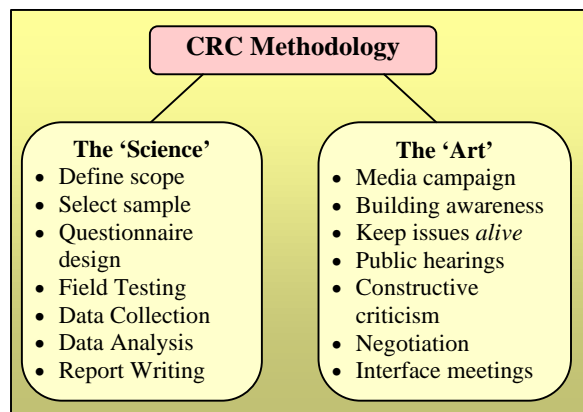 CRC Methodology
The ‘Science’
• Define scope
• Select sample
• Questionnaire
design
• Field Testing
• Data Collection
• Data Analysis
• Report Writing
The ‘Art’
• Media campaign
• Building awareness
• Keep issues alive
• Public hearings
• Constructive
criticism
• Negotiation
• Interface meetings